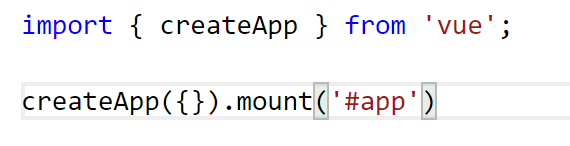 import { createApp } from 'vue';
createApp({}).mount('#app')